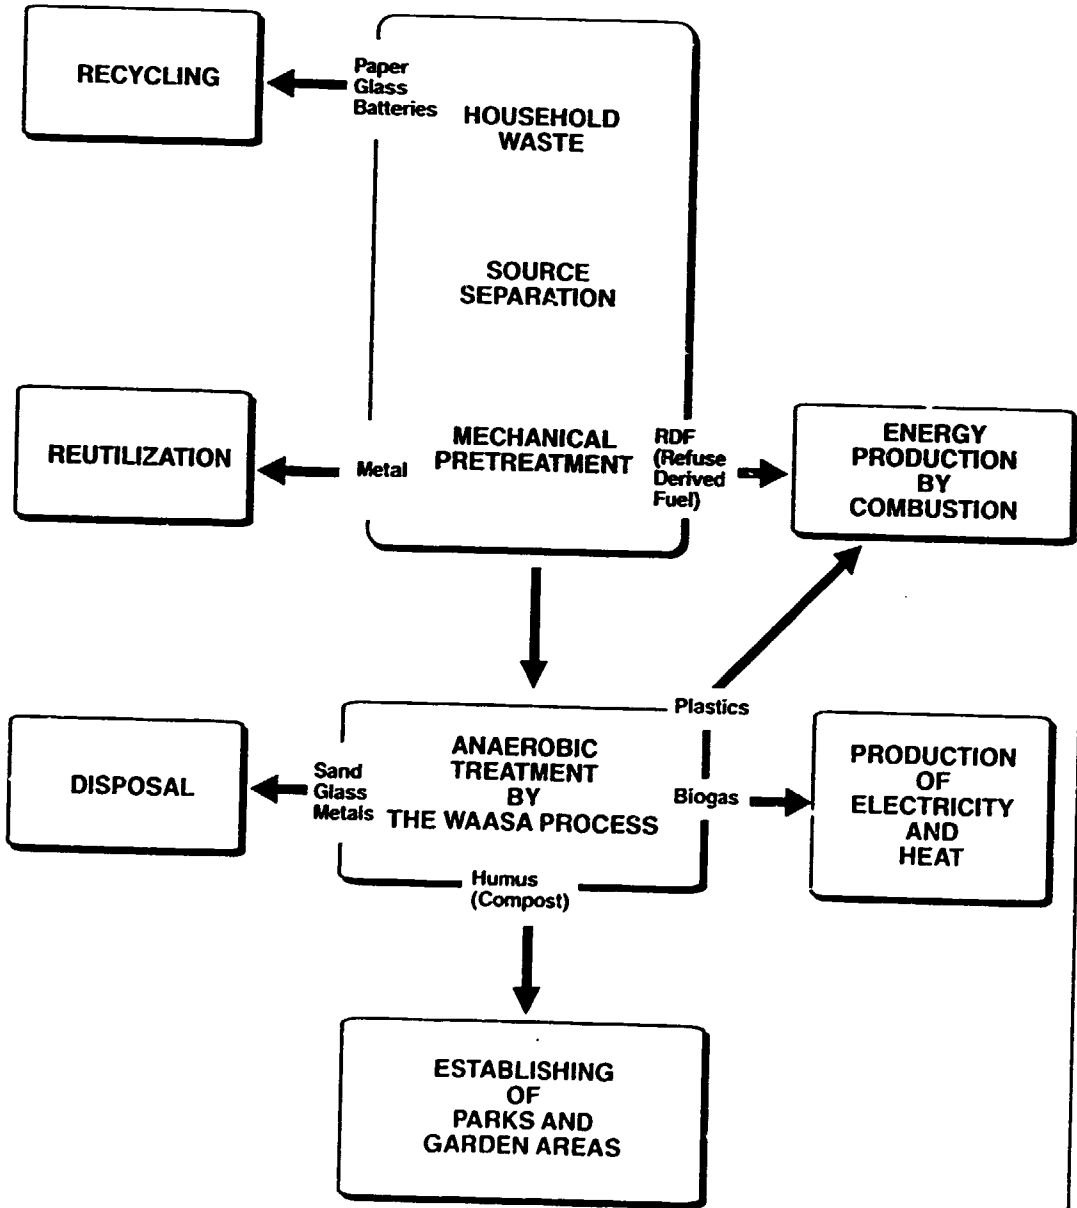 RECYCLING
Paper
Glass
Batteries
HOUSEHOLD
WASTE
SOURCE
SEPARATION
REUTILIZATION
Metal
MECHANICAL
PRETREATMENT
RDF
(Refuse
Derived
Fuel)
ENERGY
PRODUCTION
BY
COMBUSTION
Plastics
DISPOSAL
Sand
Glass
Metals
ANAEROBIC
TREATMENT
BY
THE WAASA PROCESS
Biogas
PRODUCTION
OF
ELECTRICITY
AND
HEAT
Humus
(Compost)
ESTABLISHING
OF
PARKS AND
GARDEN AREAS